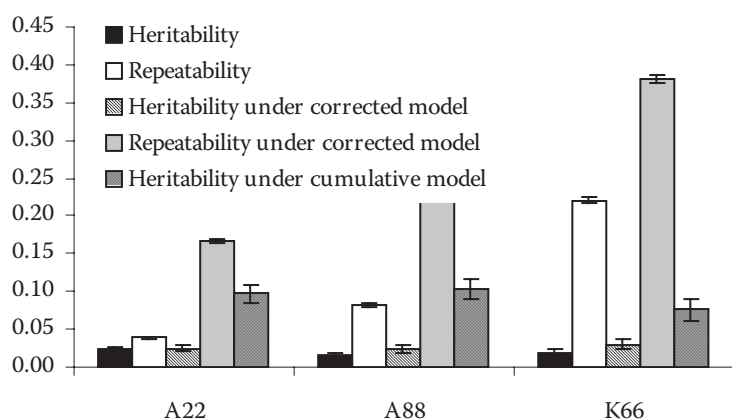 0.45
0.40
0.35
0.30
0.25
0.20
0.15
0.10
0.05
0.00
Heritability
Repeatability
Heritability under corrected model
Repeatability under corrected model
Heritability under cumulative model
A22 A88 K66